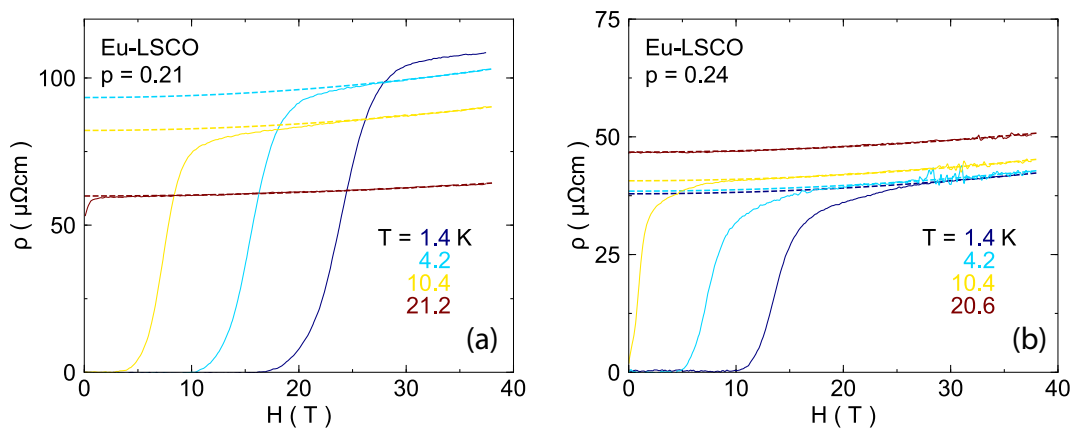 Eu-LSCO
p = 0.21
100
50
0
ρ ( μΩcm )
T = 1.4 K
4.2
10.4
21.2
(a)
0 10 20 30 40
H ( T )
Eu-LSCO
p = 0.24
75
50
25
0
ρ ( μΩcm )
T = 1.4 K
4.2
10.4
20.6
(b)
0 10 20 30 40
H ( T )